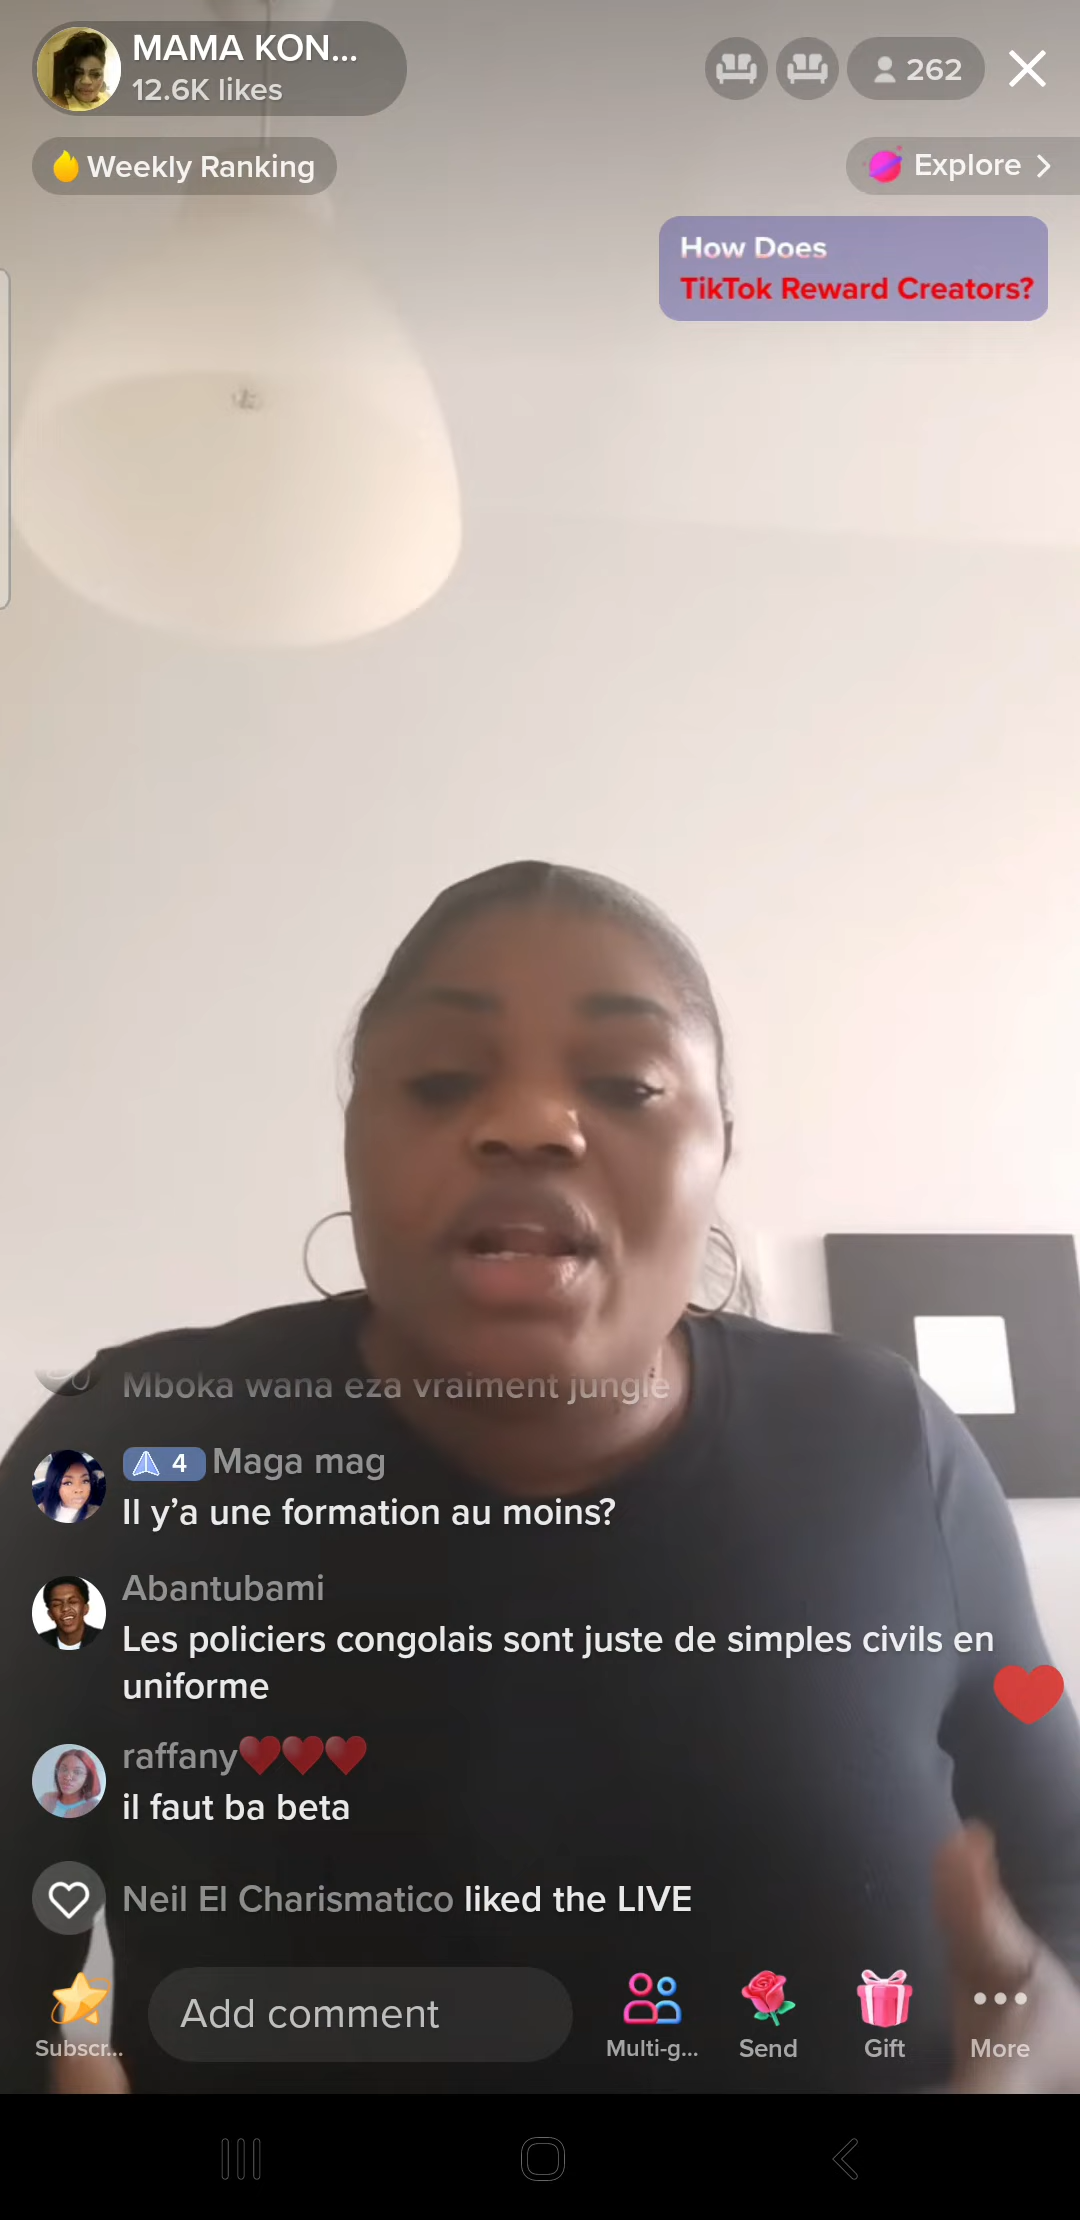 MAMA KON...
12.6K likes
262
Weekly Ranking
Explore
How Does
TikTok Reward Creators?
Mboka wana eza vraiment jungle
4 Maga mag
Il y’a une formation au moins?
Abantubami
Les policiers congolais sont juste de simples civils en
uniforme
raffany❤️❤️❤️
il faut ba beta
Neil El Charismatico liked the LIVE
Add comment
Subscr...
Multi-g...
Send
Gift
More